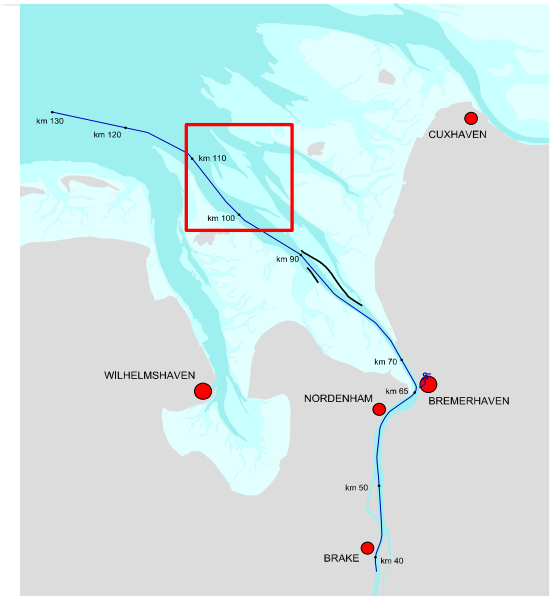 km 130
km 120
CUXHAVEN
km 110
km 100
km 90
km 70
WILHELMSHAVEN
km 65
NORDENHAM
BREMERHAVEN
km 50
BRAKE
km 40